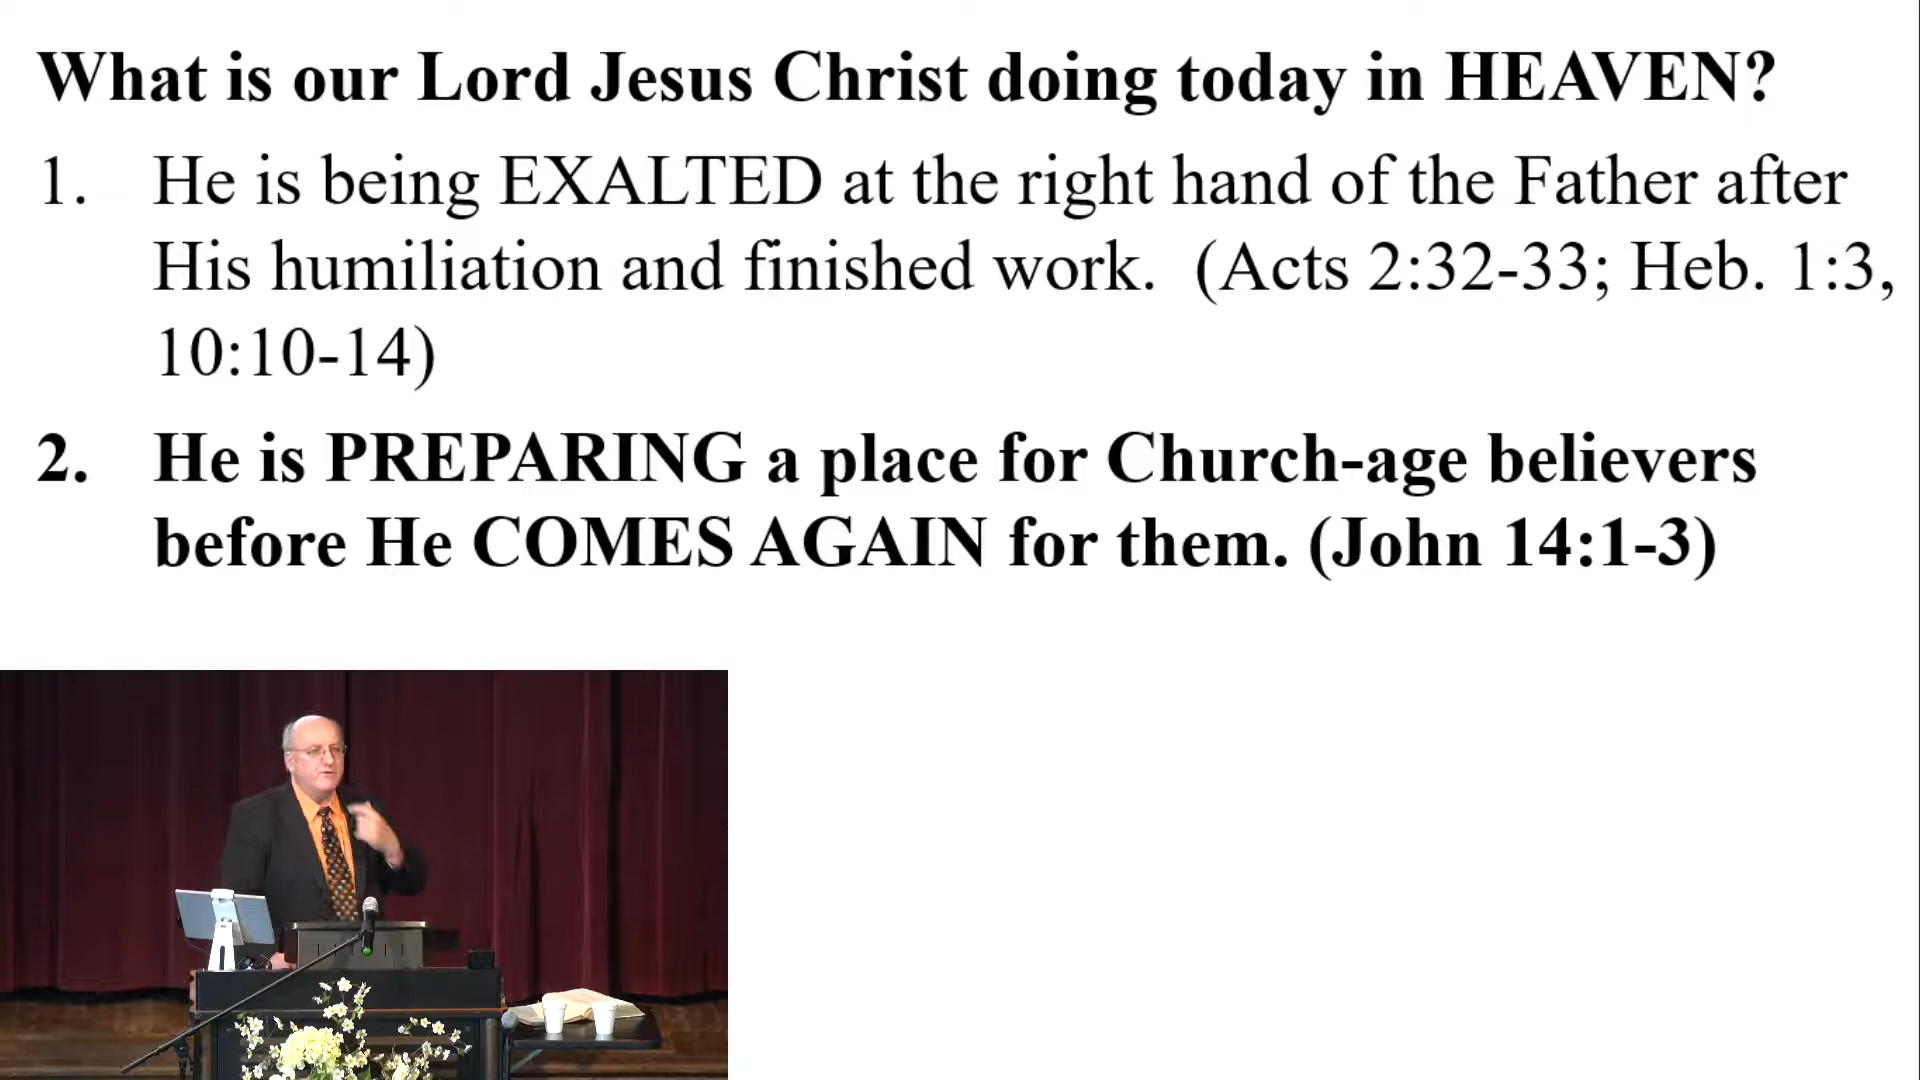 What is our Lord Jesus Christ doing today in HEAVEN?
1. He is being EXALTED at the right hand of the Father after
His humiliation and finished work. (Acts 2:32-33; Heb. 1:3,
10:10-14)
2. He is PREPARING a place for Church-age believers
before He COMES AGAIN for them. (John 14:1-3)